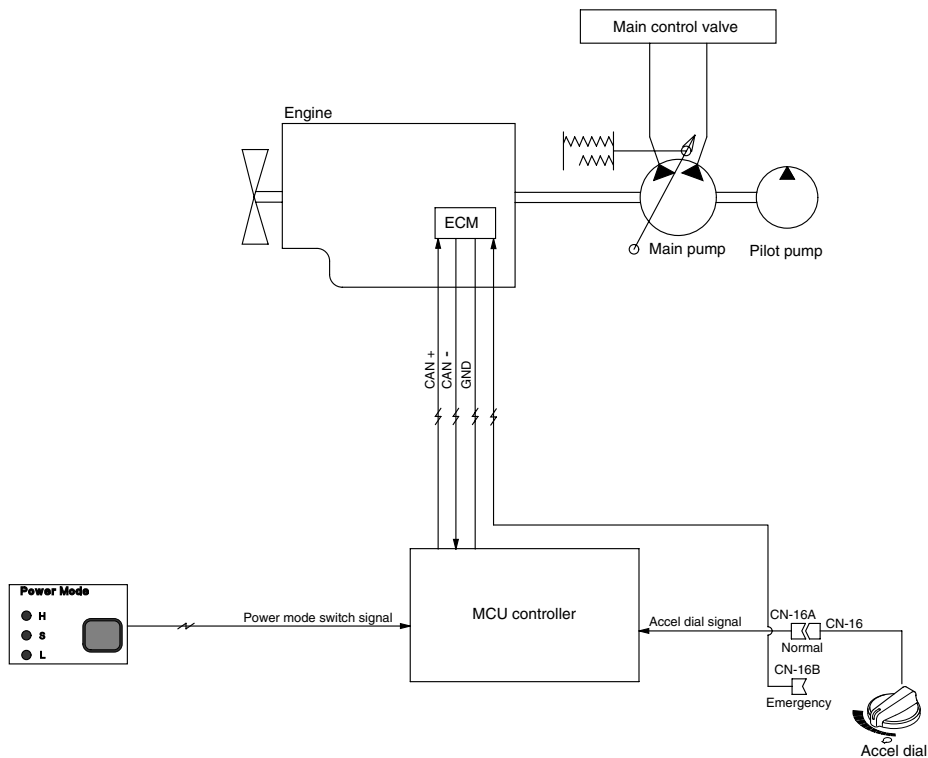 Main control valve
Engine
ECM
Main pump
Pilot pump
CAN +
CAN -
GND
Power Mode
H
S
L
Power mode switch signal
MCU controller
Accel dial signal
CN-16A
CN-16
Normal
CN-16B
Emergency
Accel dial